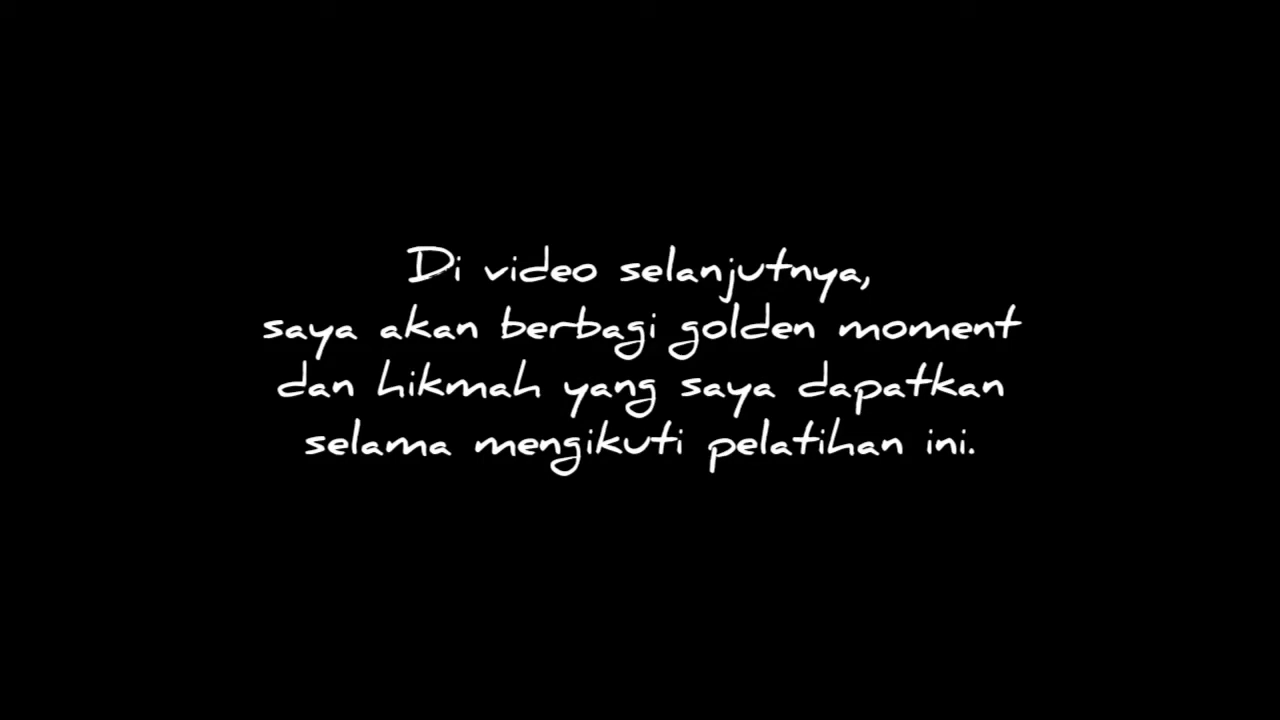 Di video selanjutnya,
saya akan berbagi golden moment
dan hikmah yang saya dapatkan
selama mengikuti pelatihan ini.